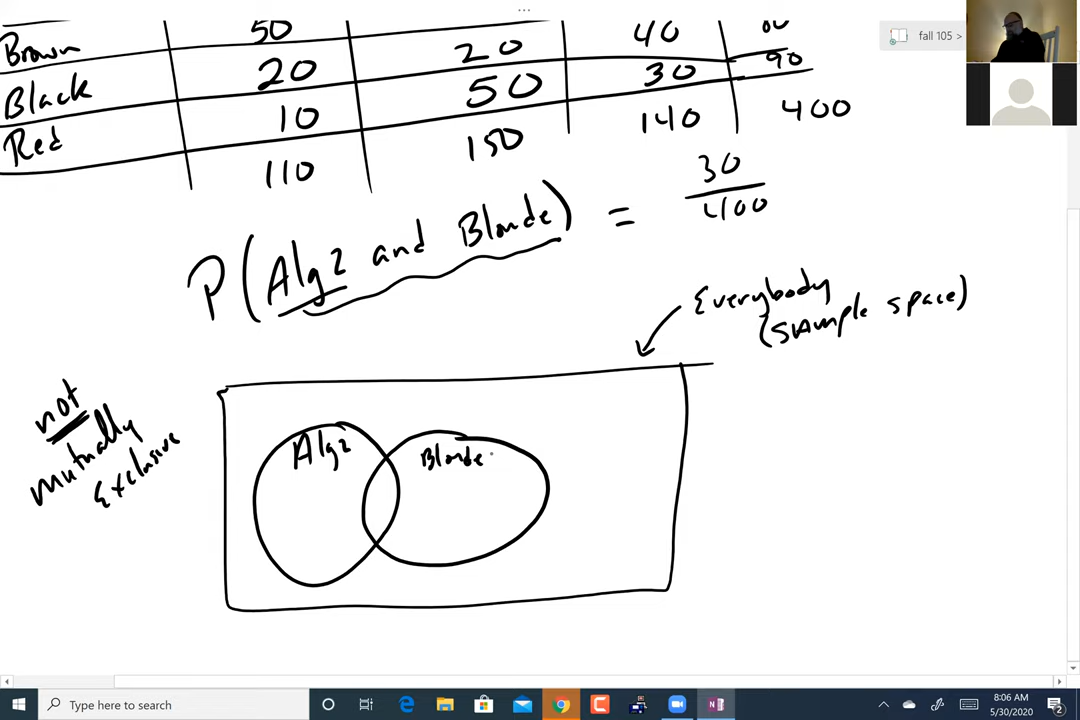 fall 105 >
Brown 50 20 40
Black 20 50 30 90
Red 10
110 150 140 400
P(Alg2 and Blonde) = 30/400
Everybody
(sample space)
not
mutually
exclusive
Alg2 Blonde
Type here to search
8:06 AM
5/30/2020
2